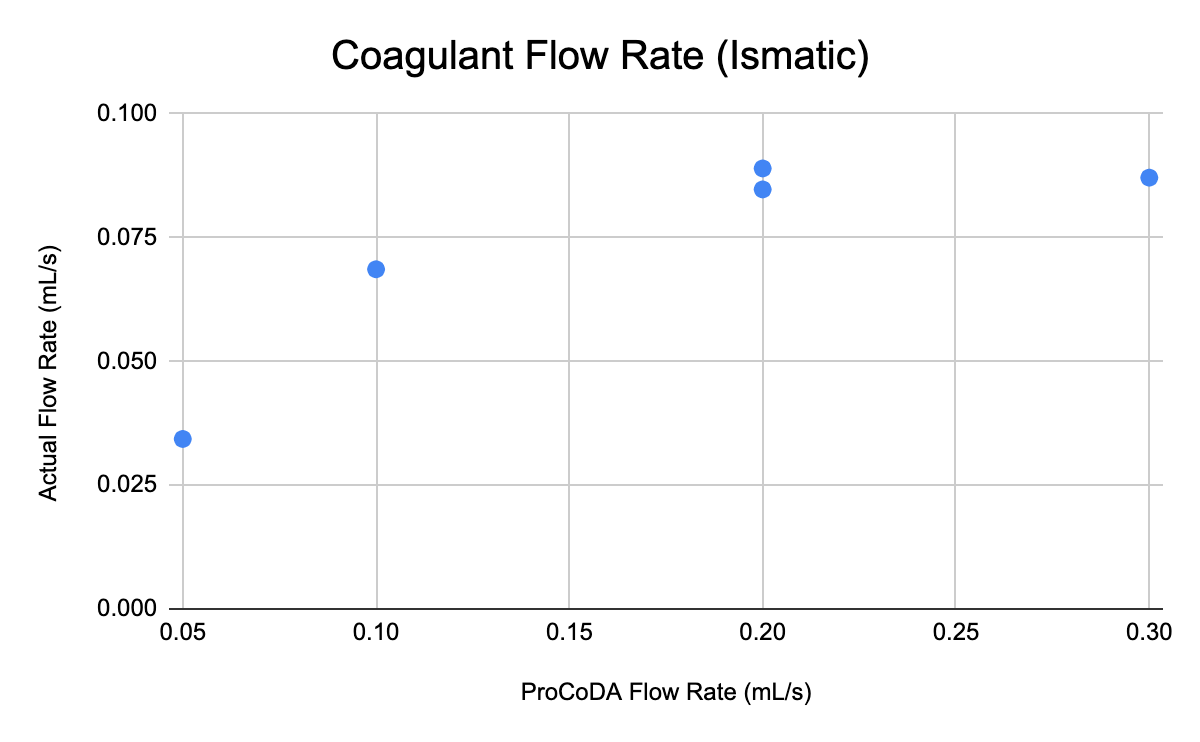 Coagulant Flow Rate (Ismatic)
0.100
0.075
0.050
0.025
0.000
Actual Flow Rate (mL/s)
0.05 0.10 0.15 0.20 0.25 0.30
ProCoDA Flow Rate (mL/s)